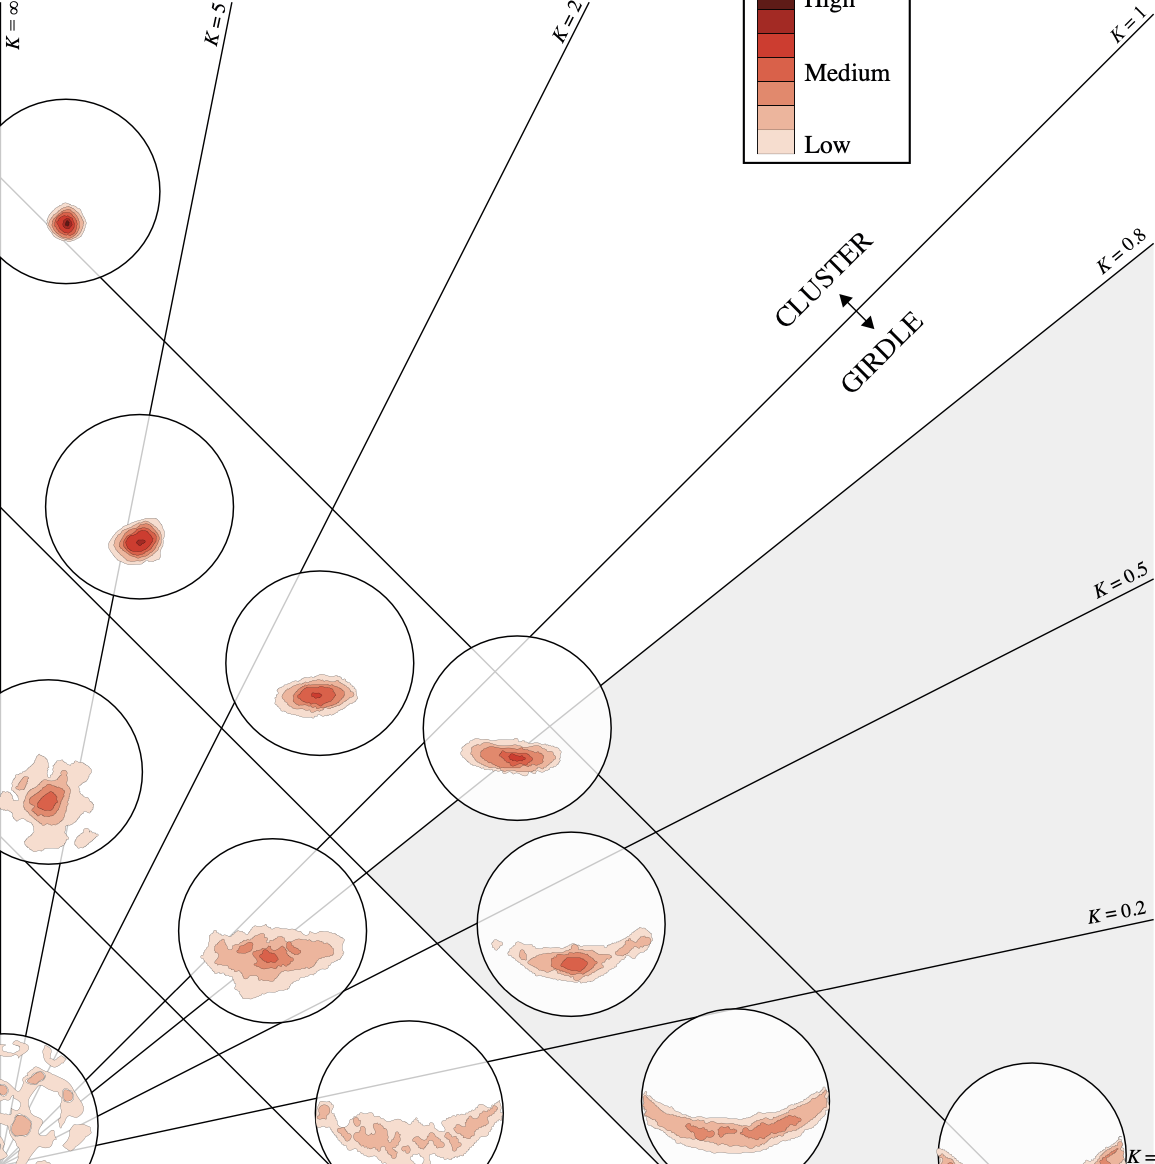 K = ∞
K = 5
K = 2
High
K = 1
Medium
Low
CLUSTER
GIRDLE
K = 0.8
K = 0.5
K = 0.2
K =